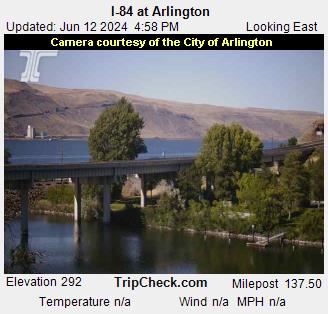 I-84 at Arlington
Updated: Jun 12 2024 4:58 PM Looking East
Camera courtesy of the City of Arlington
Elevation 292 TripCheck.com Milepost 137.50
Temperature n/a Wind n/a MPH n/a